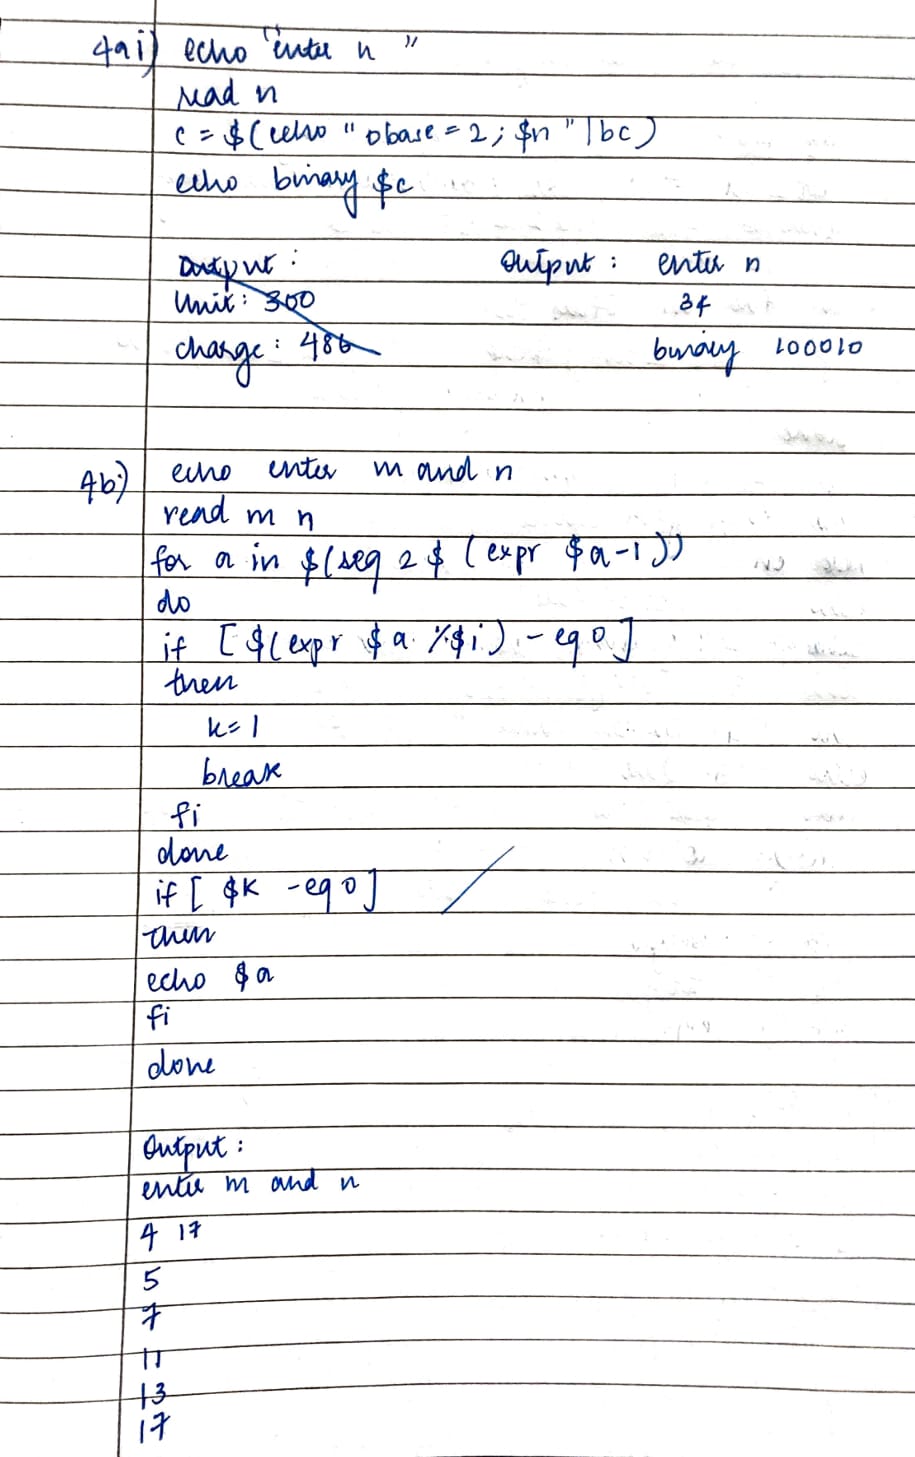 4ai) echo "enter n"
read n
c = $(echo "obase = 2; $n" | bc)
echo binary $c
Output :
Unit : 300
charge : 486
Output : enter n
34
binary 100010
4b) echo enter m and n
read m n
for a in $(seq 2 $ (expr $a-1))
do
if [ $(expr $a % $i) -eq 0 ]
then
k=1
break
fi
done
if [ $k -eq 0 ]
then
echo $a
fi
done
Output :
enter m and n
4 17
5
7
11
13
17